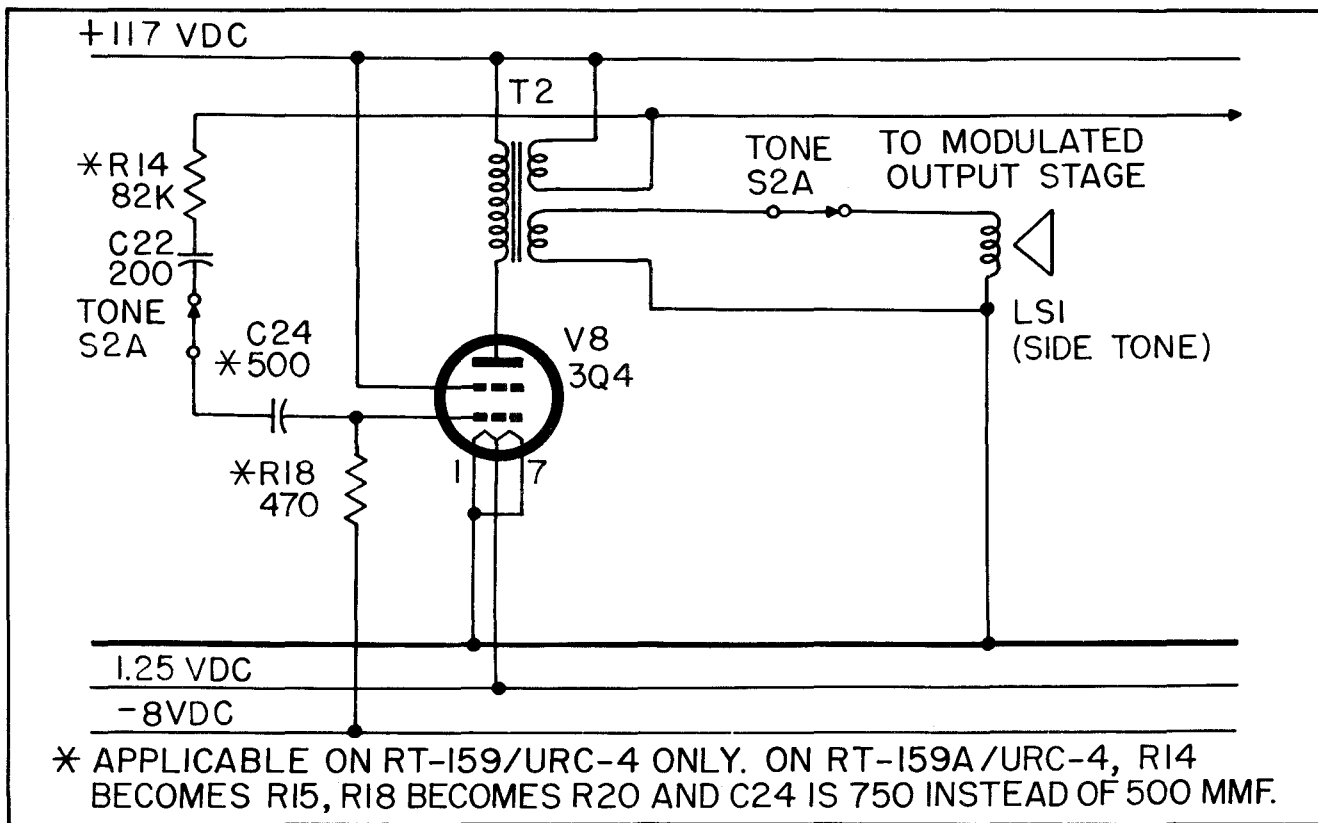 +117 VDC
T2
*R14
82K
C22
200
TONE
S2A
C24
*500
*R18
470
V8
3Q4
1
7
TONE
S2A
TO MODULATED
OUTPUT STAGE
LS1
(SIDE TONE)
1.25 VDC
-8VDC
* APPLICABLE ON RT-159/URC-4 ONLY. ON RT-159A/URC-4, R14
BECOMES R15, R18 BECOMES R20 AND C24 IS 750 INSTEAD OF 500 MMF.